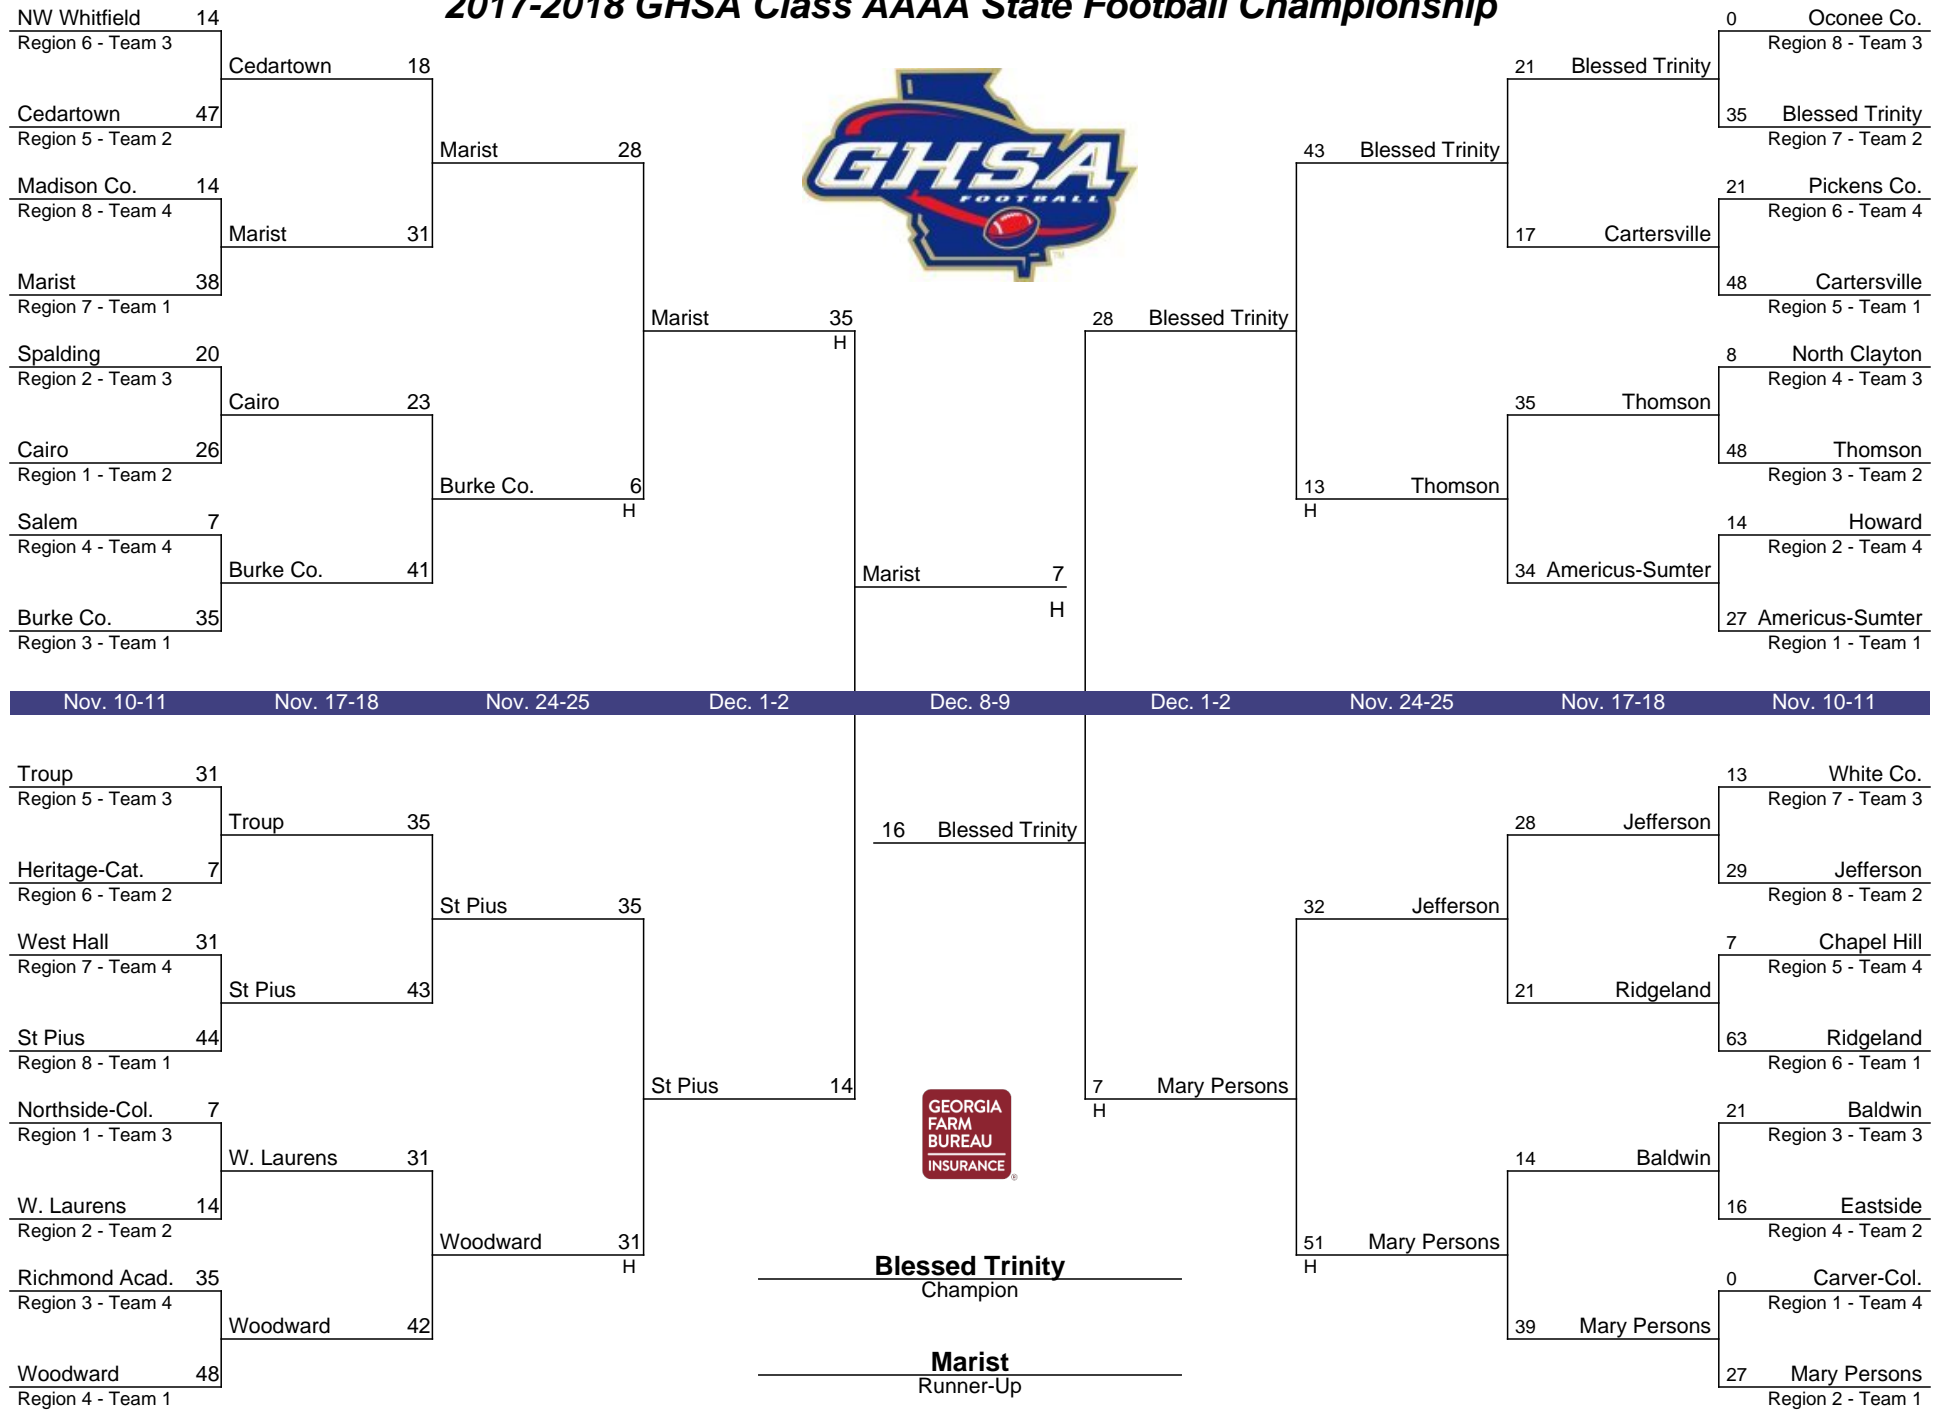 2017-2018 GHSA Class AAAA State Football Championship
NW Whitfield 14
Region 6 - Team 3
Cedartown 18
Cedartown 47
Region 5 - Team 2
Marist 28
Madison Co. 14
Region 8 - Team 4
Marist 31
Marist 38
Region 7 - Team 1
Marist 35
H
Spalding 20
Region 2 - Team 3
Cairo 23
Cairo 26
Region 1 - Team 2
Burke Co. 6
H
Salem 7
Region 4 - Team 4
Burke Co. 41
Burke Co. 35
Region 3 - Team 1
Marist 7
H
GHSA
FOOTBALL
TM
0 Oconee Co.
Region 8 - Team 3
21 Blessed Trinity
35 Blessed Trinity
Region 7 - Team 2
43 Blessed Trinity
21 Pickens Co.
Region 6 - Team 4
17 Cartersville
48 Cartersville
Region 5 - Team 1
28 Blessed Trinity
8 North Clayton
Region 4 - Team 3
35 Thomson
48 Thomson
Region 3 - Team 2
13 Thomson
H
14 Howard
Region 2 - Team 4
34 Americus-Sumter
27 Americus-Sumter
Region 1 - Team 1
Nov. 10-11 Nov. 17-18 Nov. 24-25 Dec. 1-2 Dec. 8-9 Dec. 1-2 Nov. 24-25 Nov. 17-18 Nov. 10-11
Troup 31
Region 5 - Team 3
Troup 35
Heritage-Cat. 7
Region 6 - Team 2
St Pius 35
West Hall 31
Region 7 - Team 4
St Pius 43
St Pius 44
Region 8 - Team 1
St Pius 14
Northside-Col. 7
Region 1 - Team 3
W. Laurens 31
W. Laurens 14
Region 2 - Team 2
Woodward 31
H
Richmond Acad. 35
Region 3 - Team 4
Woodward 42
Woodward 48
Region 4 - Team 1
16 Blessed Trinity
GEORGIA
FARM
BUREAU
INSURANCE
®
Blessed Trinity
Champion
Marist
Runner-Up
13 White Co.
Region 7 - Team 3
28 Jefferson
29 Jefferson
Region 8 - Team 2
32 Jefferson
7 Chapel Hill
Region 5 - Team 4
21 Ridgeland
63 Ridgeland
Region 6 - Team 1
7 Mary Persons
H
21 Baldwin
Region 3 - Team 3
14 Baldwin
16 Eastside
Region 4 - Team 2
51 Mary Persons
H
0 Carver-Col.
Region 1 - Team 4
39 Mary Persons
27 Mary Persons
Region 2 - Team 1